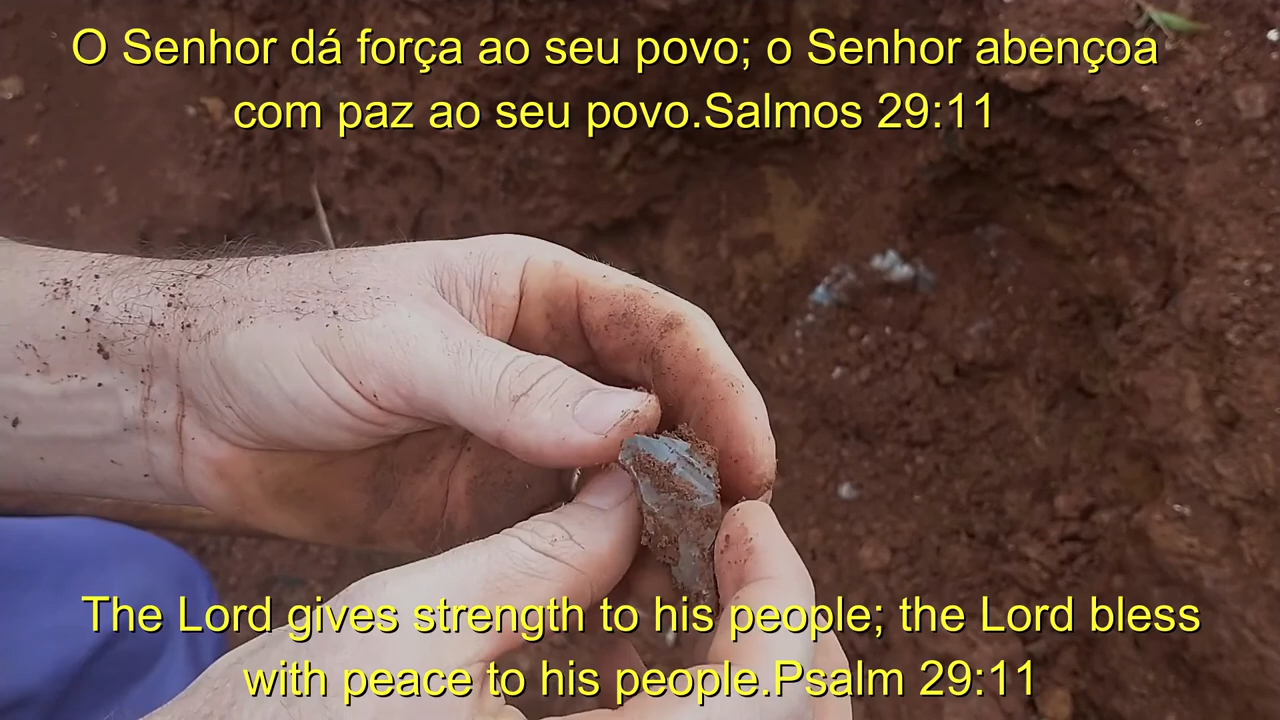 O Senhor dá força ao seu povo; o Senhor abençoa
com paz ao seu povo.Salmos 29:11
The Lord gives strength to his people; the Lord bless
with peace to his people.Psalm 29:11